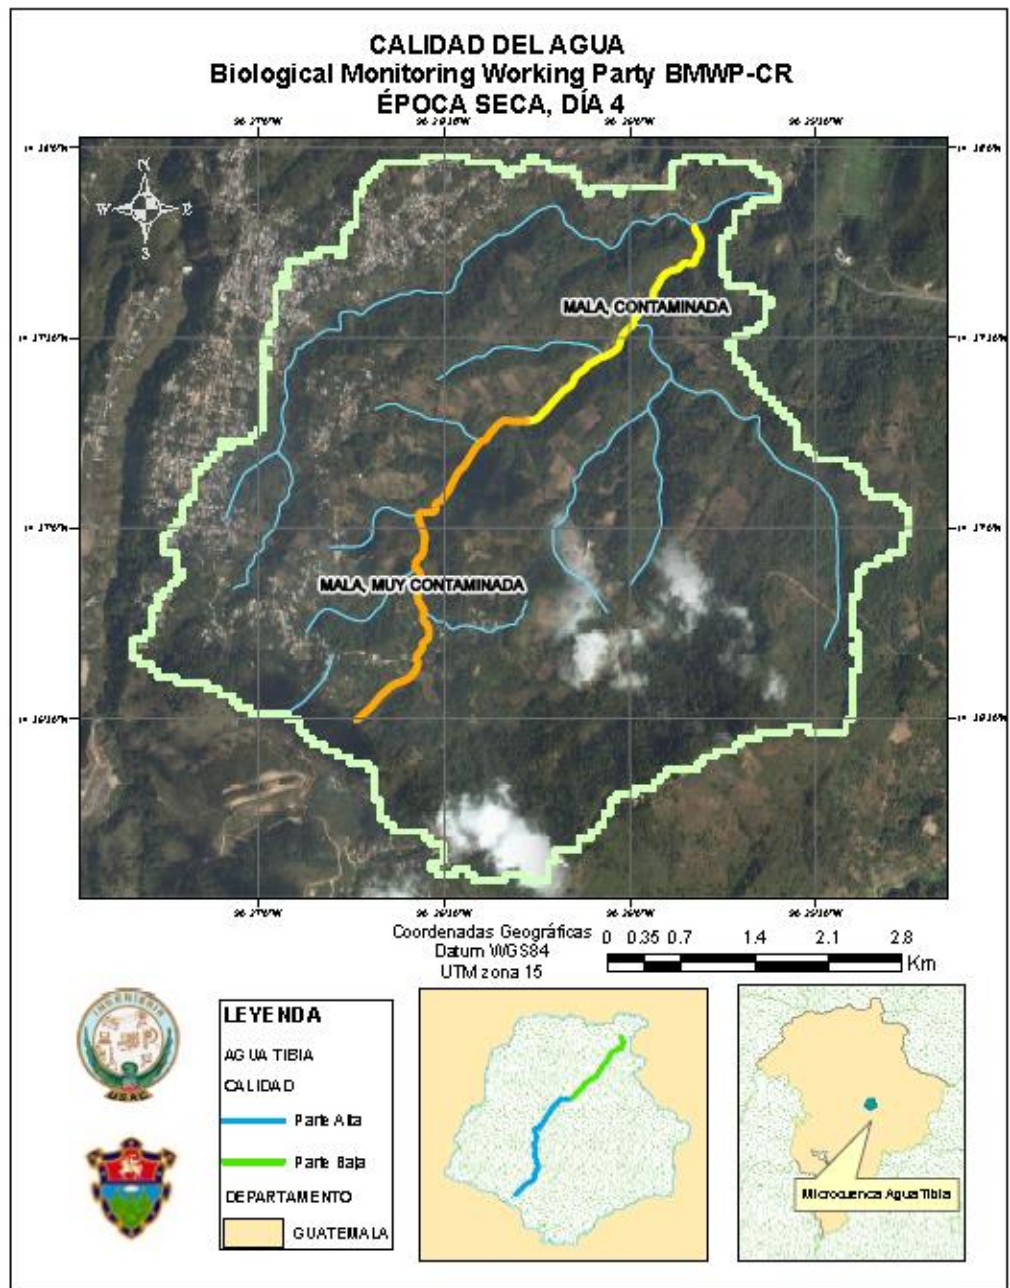 CALIDAD DEL AGUA
Biological Monitoring Working Party BMWP-CR
ÉPOCA SECA, DÍA 4
N
W
E
S
MALA, CONTAMINADA
MALA, MUY CONTAMINADA
Coordenadas Geográficas
Datum WGS84
UTM zona 15
0 0.35 0.7 1.4 2.1 2.8
Km
INGENIERIA
USAC
LEYENDA
AGUA TIBIA
CALIDAD
Parte Alta
Parte Baja
DEPARTAMENTO
GUATEMALA
Microcuenca Agua Tibia